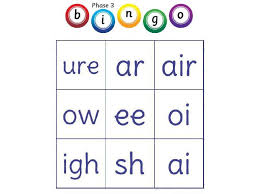 Phase 3
bingo
ure ar air
ow ee oi
igh sh ai